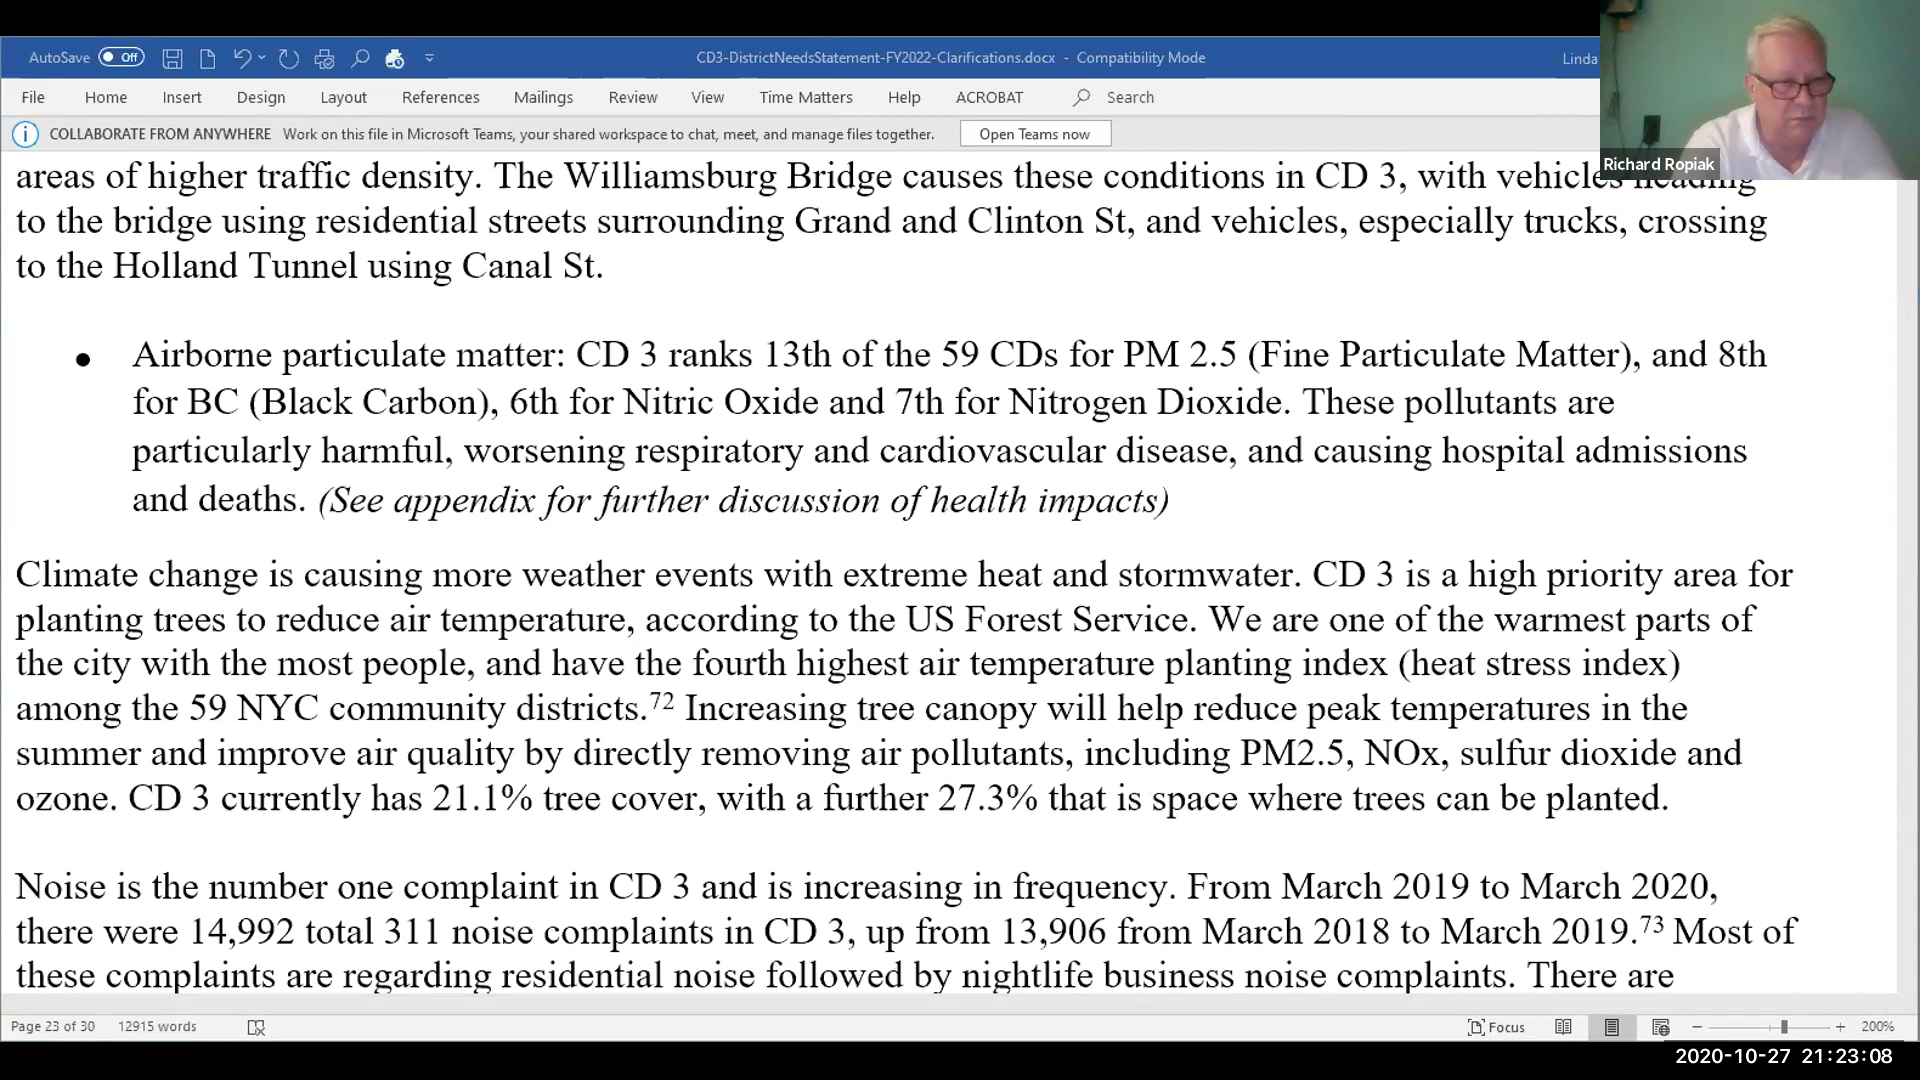 AutoSave Off
CD3-DistrictNeedsStatement-FY2022-Clarifications.docx - Compatibility Mode
Linda
File Home Insert Design Layout References Mailings Review View Time Matters Help ACROBAT Search
COLLABORATE FROM ANYWHERE Work on this file in Microsoft Teams, your shared workspace to chat, meet, and manage files together. Open Teams now
Richard Ropiak
areas of higher traffic density. The Williamsburg Bridge causes these conditions in CD 3, with vehicles heading
to the bridge using residential streets surrounding Grand and Clinton St, and vehicles, especially trucks, crossing
to the Holland Tunnel using Canal St.
• Airborne particulate matter: CD 3 ranks 13th of the 59 CDs for PM 2.5 (Fine Particulate Matter), and 8th
for BC (Black Carbon), 6th for Nitric Oxide and 7th for Nitrogen Dioxide. These pollutants are
particularly harmful, worsening respiratory and cardiovascular disease, and causing hospital admissions
and deaths. (See appendix for further discussion of health impacts)
Climate change is causing more weather events with extreme heat and stormwater. CD 3 is a high priority area for
planting trees to reduce air temperature, according to the US Forest Service. We are one of the warmest parts of
the city with the most people, and have the fourth highest air temperature planting index (heat stress index)
among the 59 NYC community districts.72 Increasing tree canopy will help reduce peak temperatures in the
summer and improve air quality by directly removing air pollutants, including PM2.5, NOx, sulfur dioxide and
ozone. CD 3 currently has 21.1% tree cover, with a further 27.3% that is space where trees can be planted.
Noise is the number one complaint in CD 3 and is increasing in frequency. From March 2019 to March 2020,
there were 14,992 total 311 noise complaints in CD 3, up from 13,906 from March 2018 to March 2019.73 Most of
these complaints are regarding residential noise followed by nightlife business noise complaints. There are
Page 23 of 30 12915 words
Focus
200%
2020-10-27 21:23:08